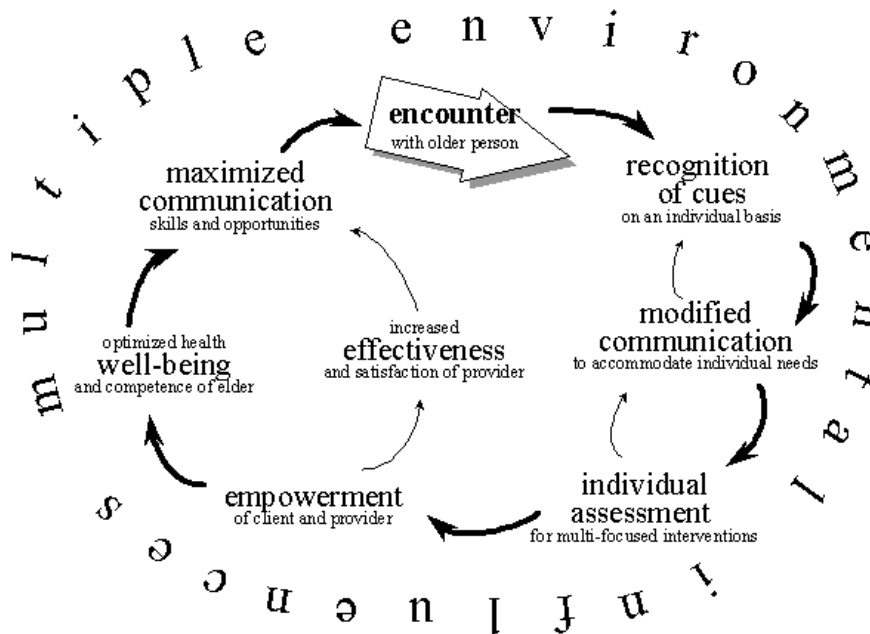 multiple environmental influences
encounter
with older person
recognition
of cues
on an individual basis
modified
communication
to accommodate individual needs
individual
assessment
for multi-focused interventions
empowerment
of client and provider
increased
effectiveness
and satisfaction of provider
optimized health
well-being
and competence of elder
maximized
communication
skills and opportunities